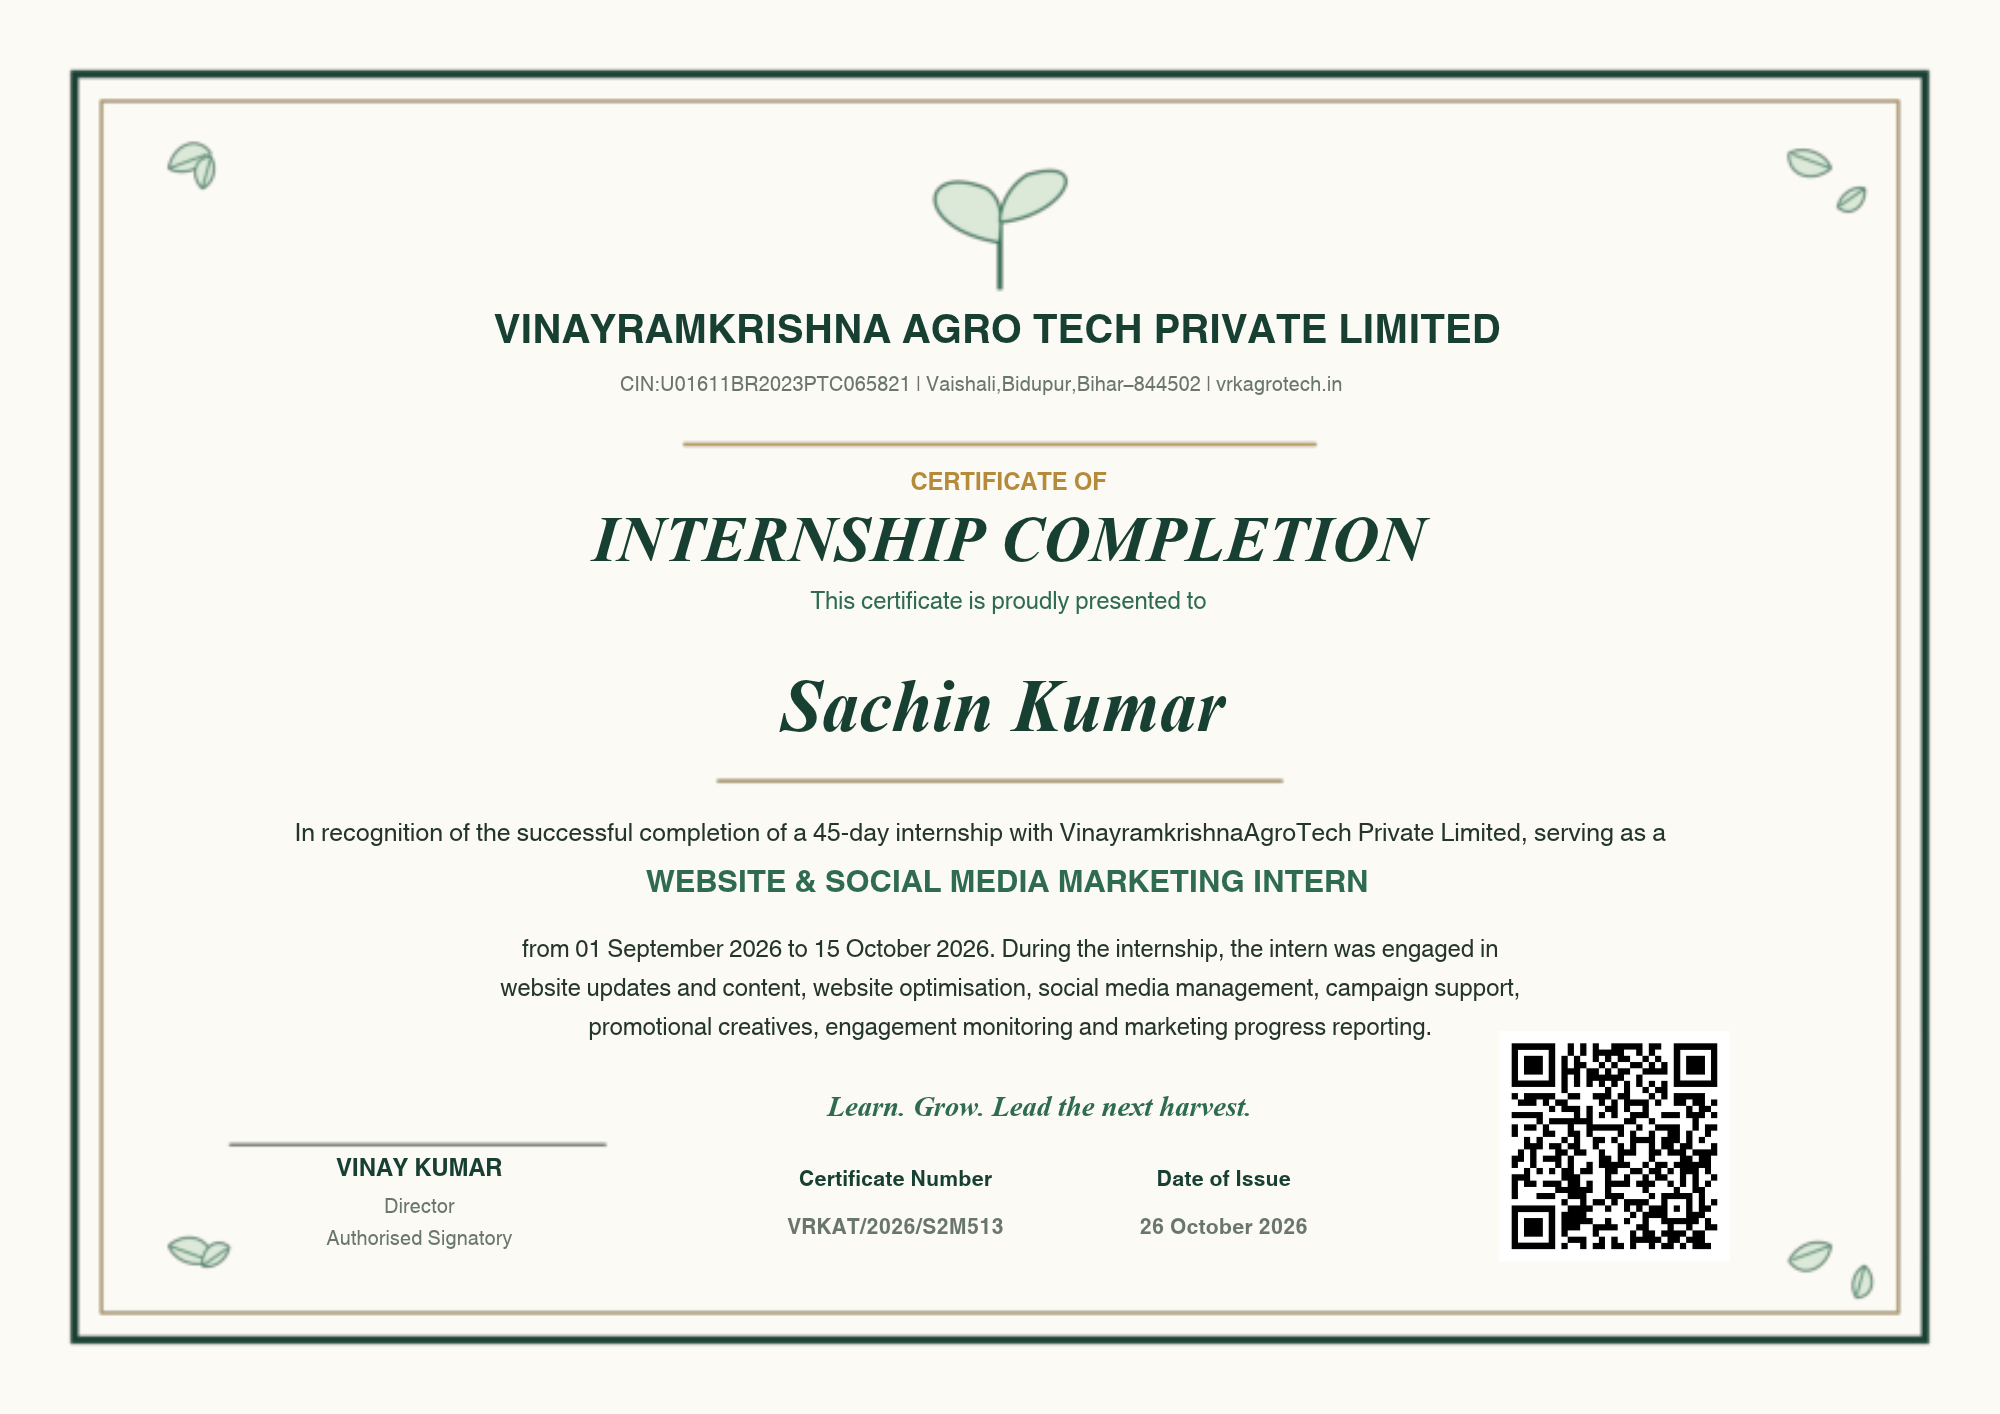 VINAYRAMKRISHNA AGRO TECH PRIVATE LIMITED
CIN:U01611BR2023PTC065821 | Vaishali,Bidupur,Bihar–844502 | vrkagrotech.in
CERTIFICATE OF
INTERNSHIP COMPLETION
This certificate is proudly presented to
Sachin Kumar
In recognition of the successful completion of a 45-day internship with VinayramkrishnaAgroTech Private Limited, serving as a
WEBSITE & SOCIAL MEDIA MARKETING INTERN
from 01 September 2026 to 15 October 2026. During the internship, the intern was engaged in
website updates and content, website optimisation, social media management, campaign support,
promotional creatives, engagement monitoring and marketing progress reporting.
Learn. Grow. Lead the next harvest.
VINAY KUMAR
Director
Authorised Signatory
Certificate Number
VRKAT/2026/S2M513
Date of Issue
26 October 2026